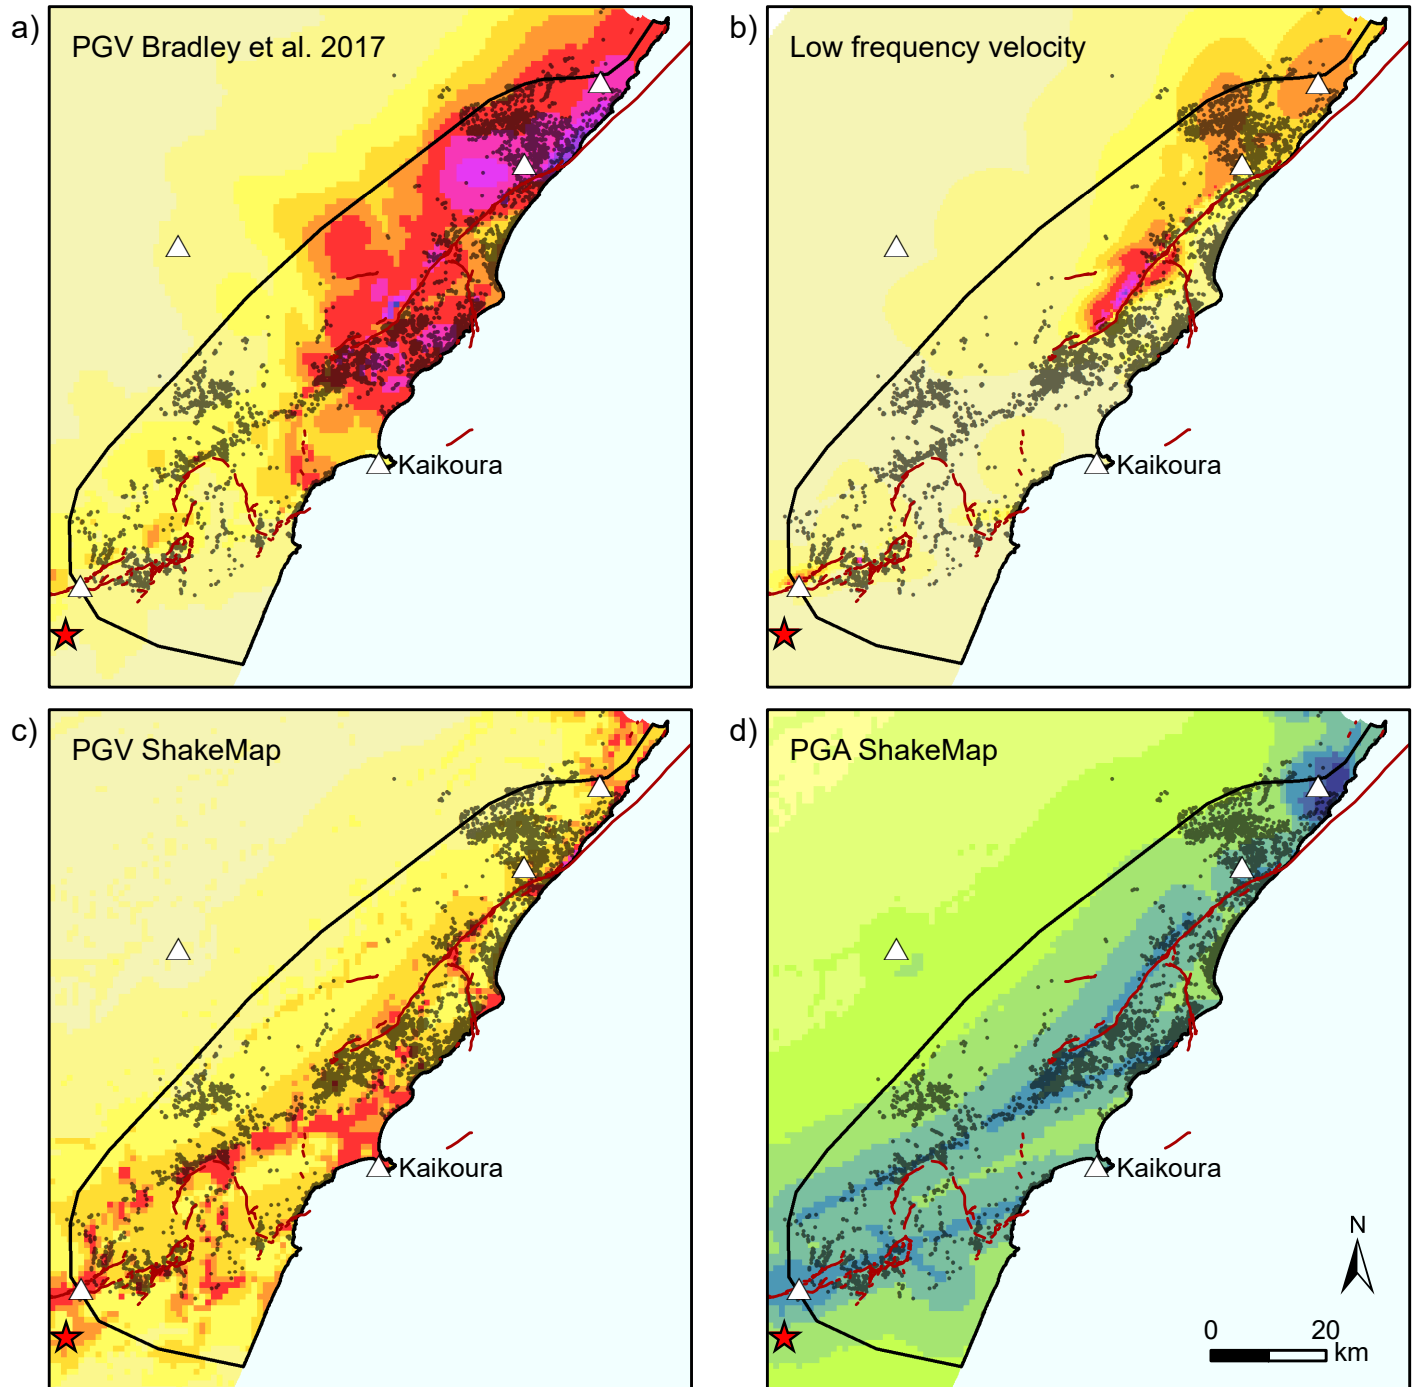 a) PGV Bradley et al. 2017
Kaikoura
b) Low frequency velocity
Kaikoura
c) PGV ShakeMap
Kaikoura
d) PGA ShakeMap
Kaikoura
N
0 20
km